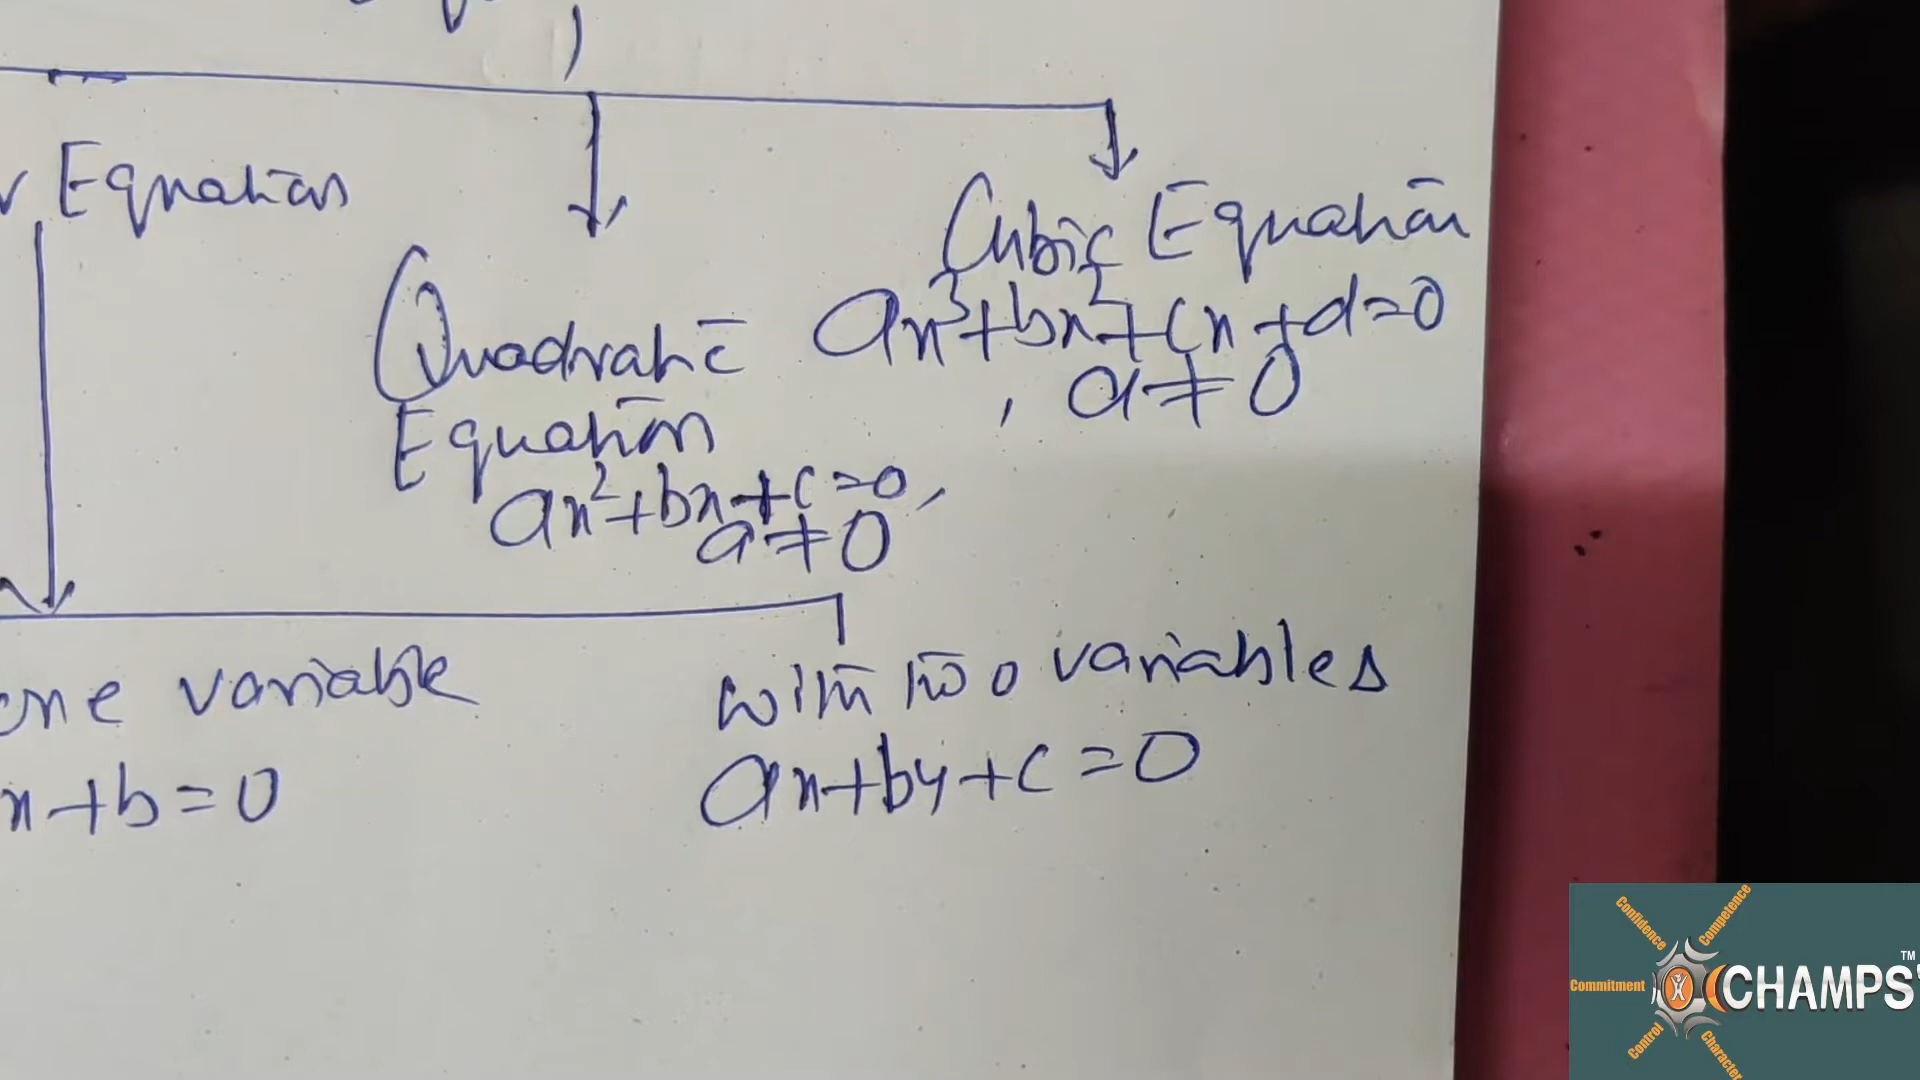 Equation
Cubic Equation
ax³+bx²+cx+d=0
, a≠0
Quadratic
Equation
ax²+bx+c=0,
a≠0
one variable
x+b=0
with two variables
ax+by+c=0
Confidence
Competence
Commitment
CHAMPS
TM
Control
Character